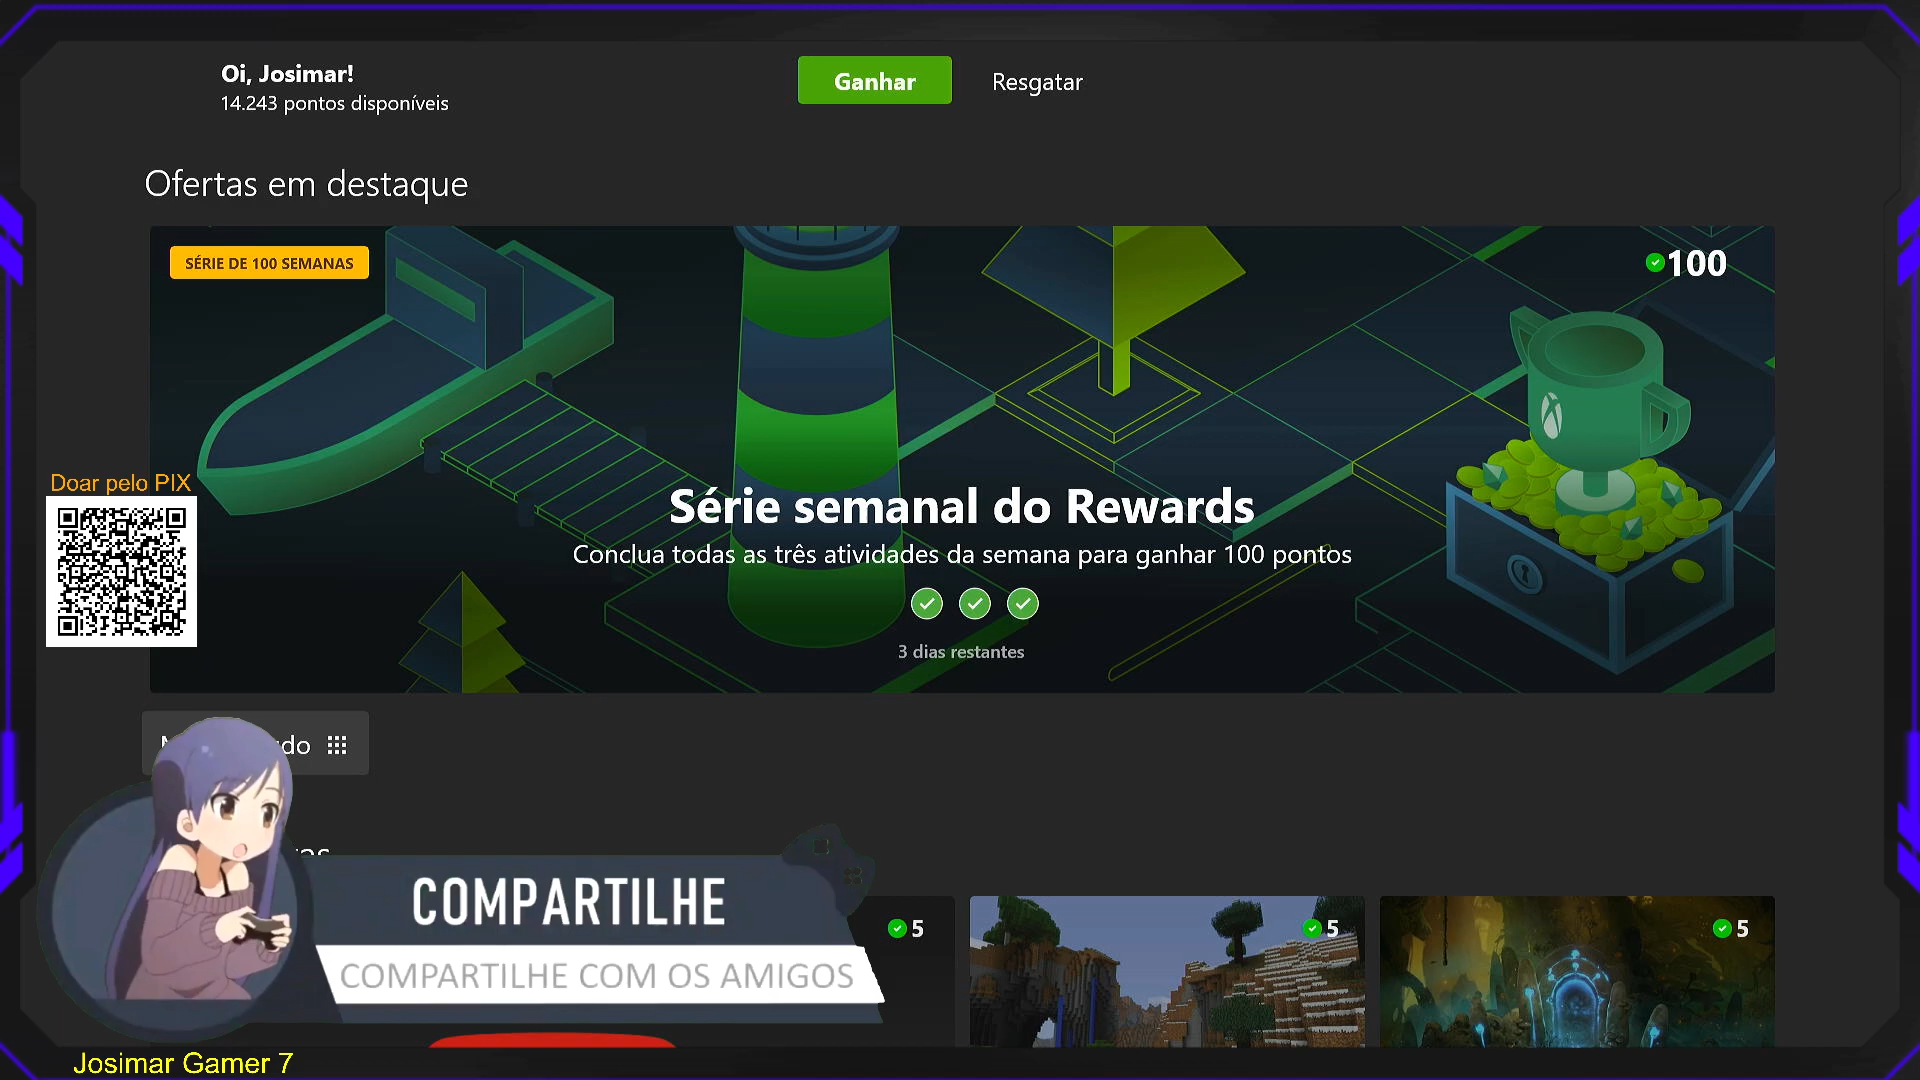 Oi, Josimar!
14.243 pontos disponíveis
Ganhar
Resgatar
Ofertas em destaque
SÉRIE DE 100 SEMANAS
100
Doar pelo PIX
Série semanal do Rewards
Conclua todas as três atividades da semana para ganhar 100 pontos
3 dias restantes
COMPARTILHE
COMPARTILHE COM OS AMIGOS
5
5
5
Josimar Gamer 7